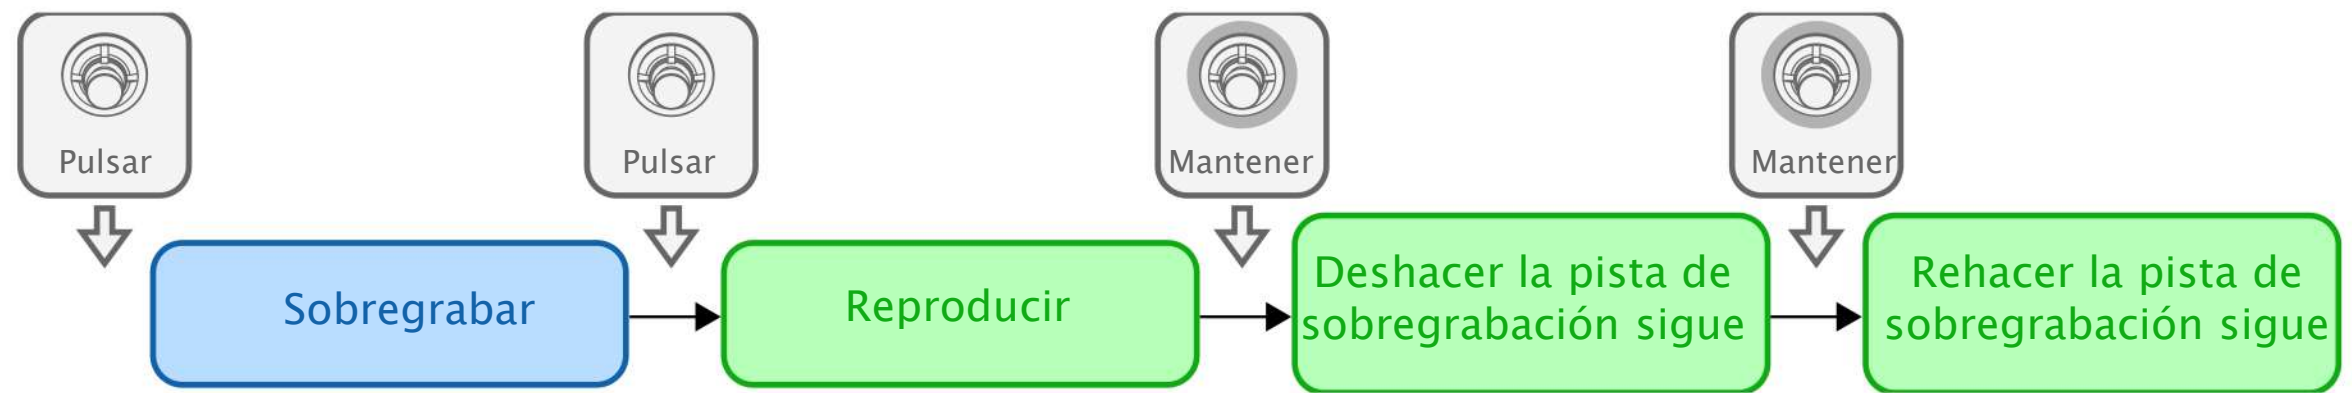 Pulsar
Pulsar
Mantener
Mantener
Sobregrabar
Reproducir
Deshacer la pista de
sobregrabación sigue
Rehacer la pista de
sobregrabación sigue